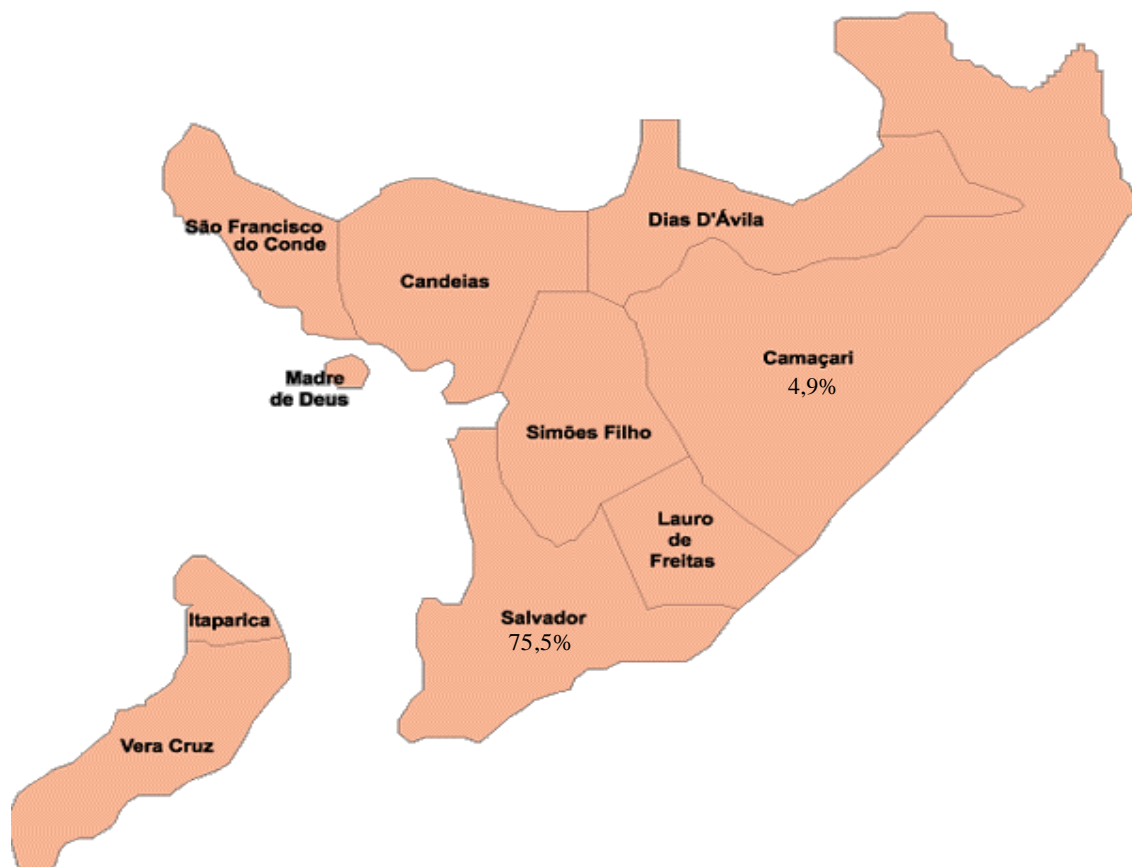 São Francisco
do Conde
Dias D'Ávila
Candeias
Camaçari
4,9%
Madre
de Deus
Simões Filho
Lauro
de
Freitas
Itaparica
Salvador
75,5%
Vera Cruz